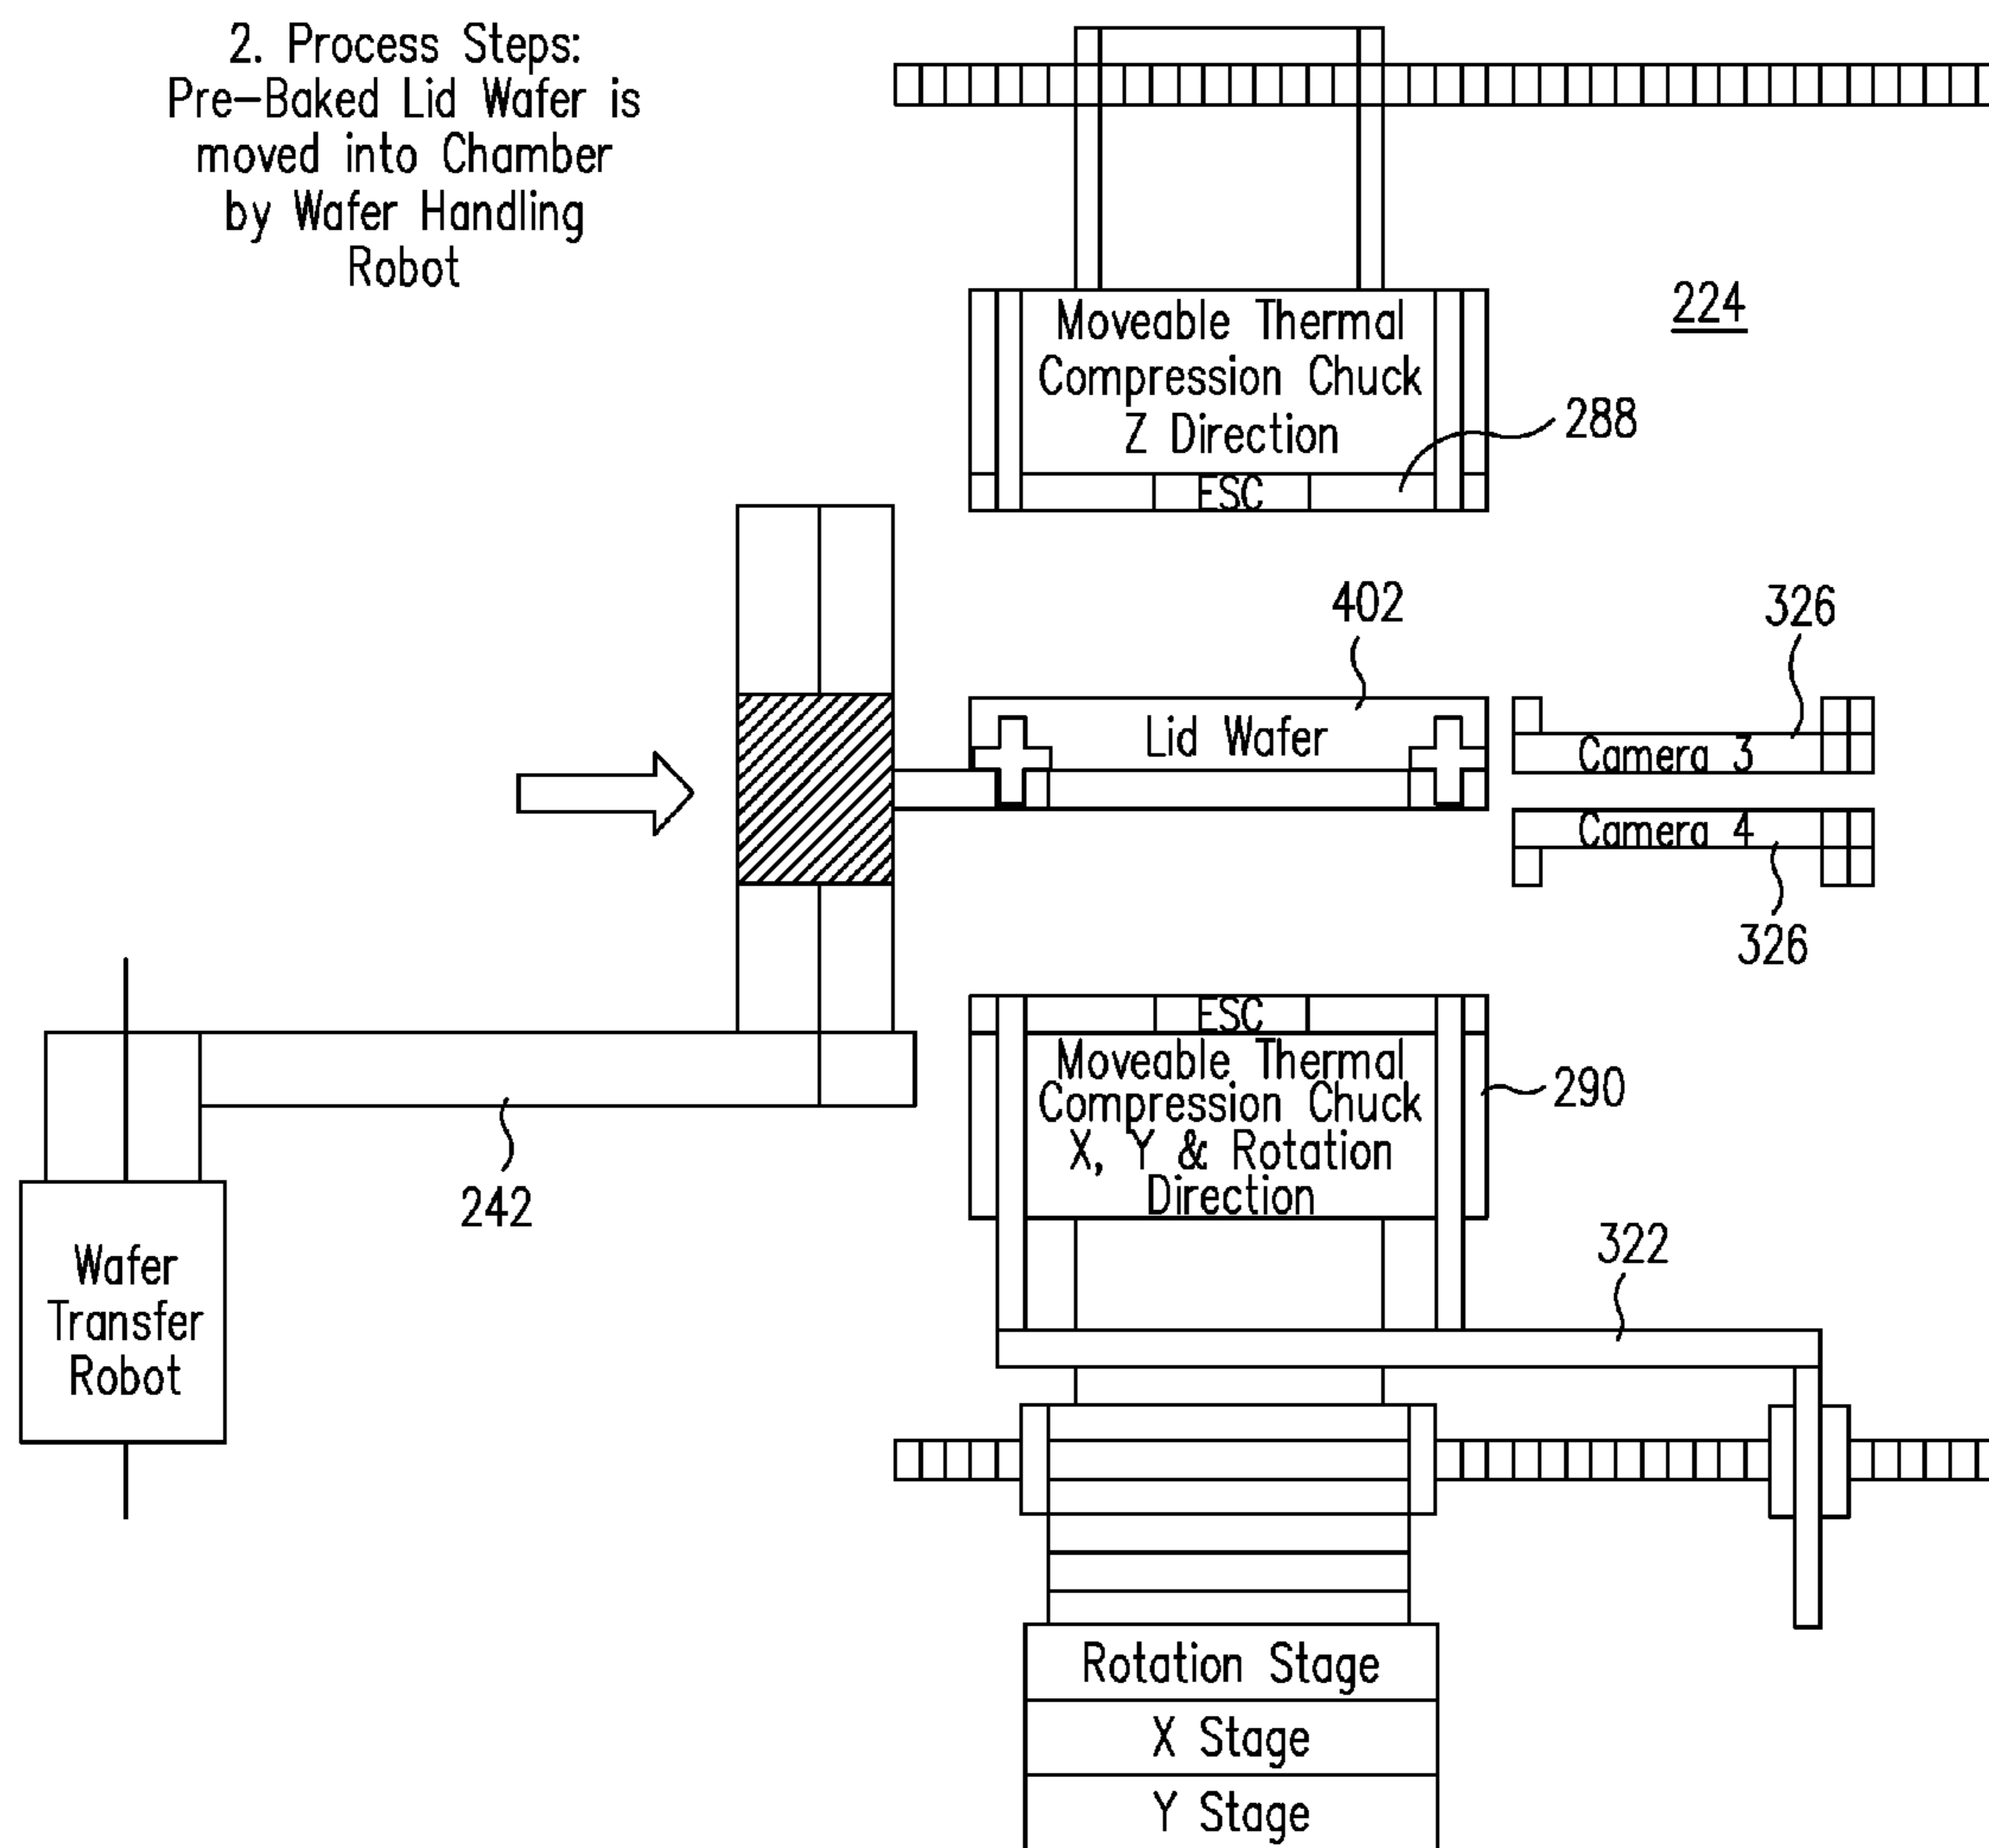 2. Process Steps:
Pre-Baked Lid Wafer is
moved into Chamber
by Wafer Handling
Robot
224
Moveable Thermal
Compression Chuck
Z Direction
288
ESC
402
326
Lid Wafer
Camera 3
Camera 4
326
ESC
Moveable Thermal
Compression Chuck
X, Y & Rotation
Direction
290
242
322
Wafer
Transfer
Robot
Rotation Stage
X Stage
Y Stage